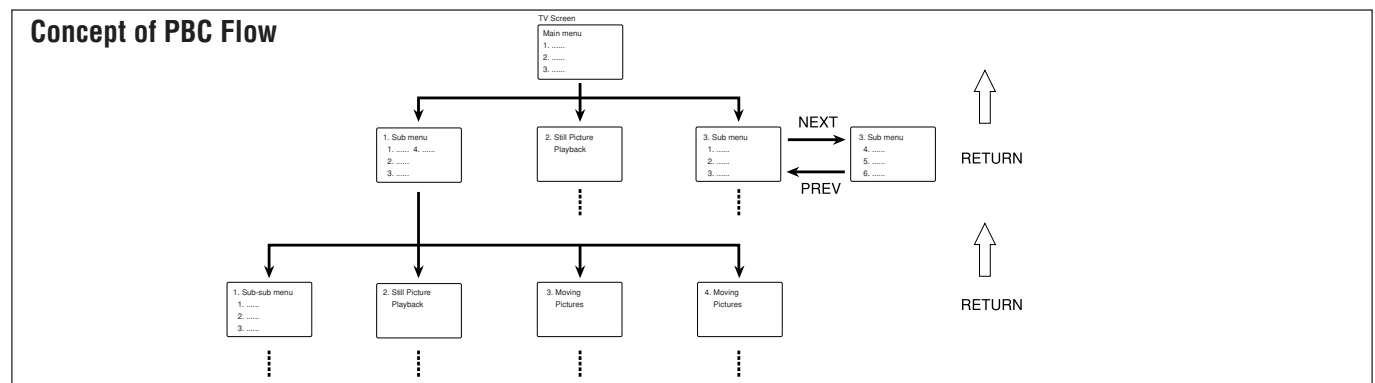 Concept of PBC Flow
TV Screen
Main menu
1. ......
2. ......
3. ......
1. Sub menu
1. ...... 4. ......
2. ......
3. ......
2. Still Picture
Playback
3. Sub menu
1. ......
2. ......
3. ......
NEXT
PREV
3. Sub menu
4. ......
5. ......
6. ......
RETURN
1. Sub-sub menu
1. ......
2. ......
3. ......
2. Still Picture
Playback
3. Moving
Pictures
4. Moving
Pictures
RETURN